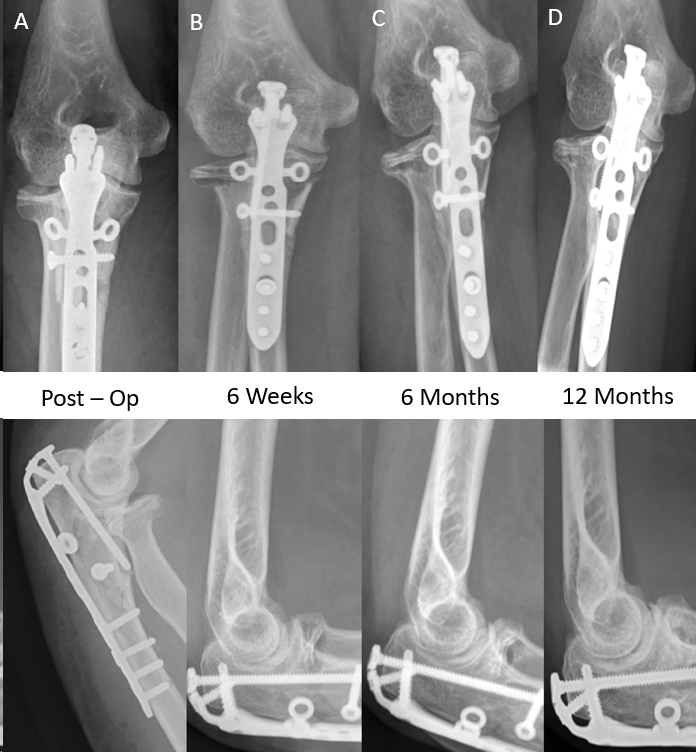 A
B
C
D
Post – Op
6 Weeks
6 Months
12 Months